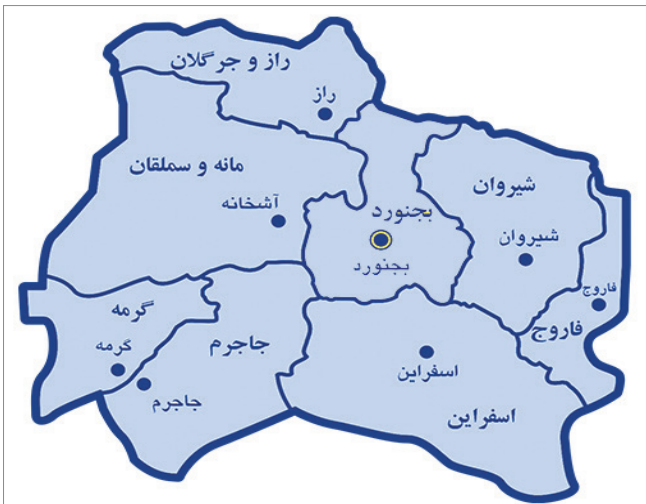 راز و جرگلان
راز
مانه و سملقان
شیروان
آشخانه
بجنورد
شیروان
بجنورد
فاروج
گرمه
فاروج
جاجرم
گرمه
اسفراین
جاجرم
اسفراین